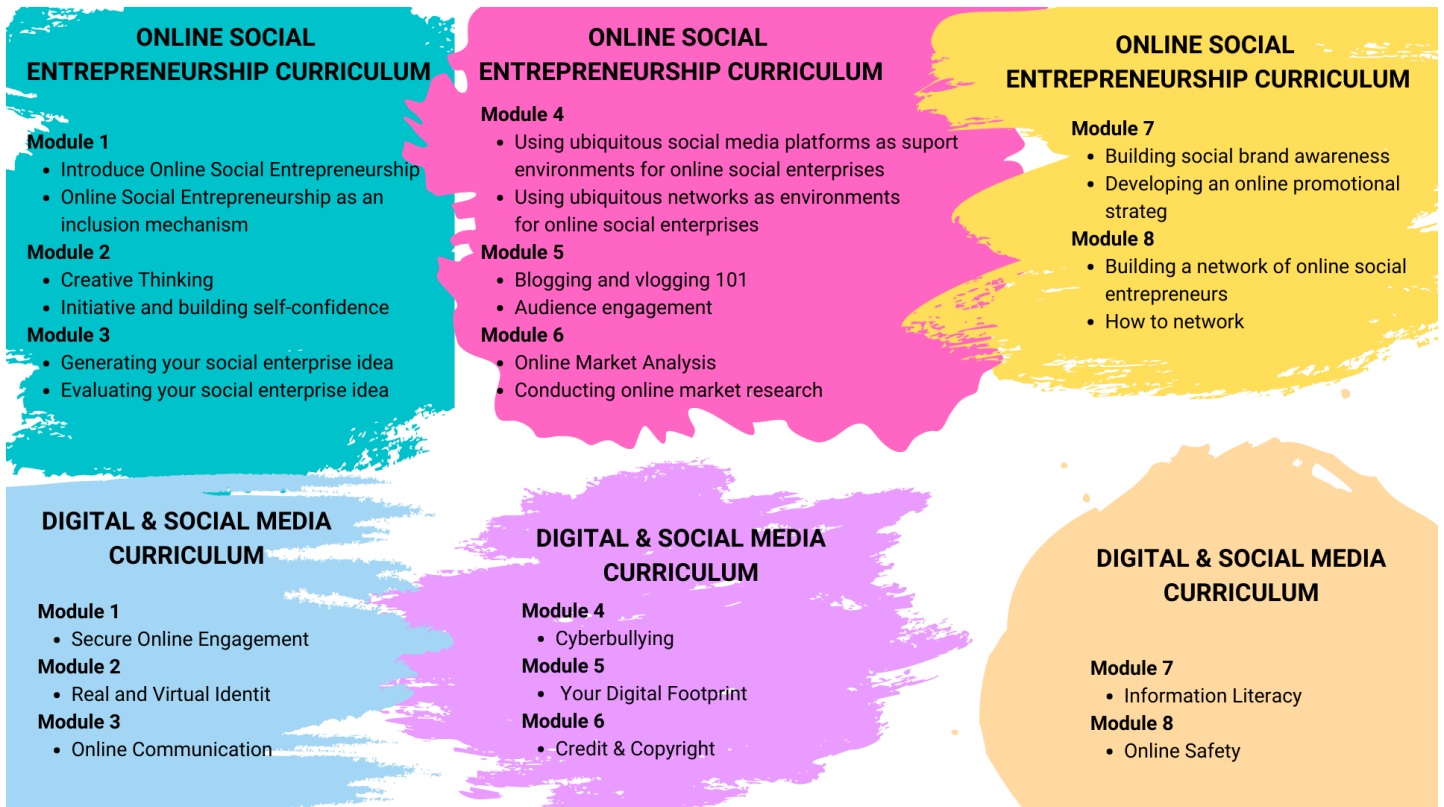 ONLINE SOCIAL
ENTREPRENEURSHIP CURRICULUM
Module 1
• Introduce Online Social Entrepreneurship
• Online Social Entrepreneurship as an
inclusion mechanism
Module 2
• Creative Thinking
• Initiative and building self-confidence
Module 3
• Generating your social enterprise idea
• Evaluating your social enterprise idea
ONLINE SOCIAL
ENTREPRENEURSHIP CURRICULUM
Module 4
• Using ubiquitous social media platforms as suport
environments for online social enterprises
• Using ubiquitous networks as environments
for online social enterprises
Module 5
• Blogging and vlogging 101
• Audience engagement
Module 6
• Online Market Analysis
• Conducting online market research
ONLINE SOCIAL
ENTREPRENEURSHIP CURRICULUM
Module 7
• Building social brand awareness
• Developing an online promotional
strateg
Module 8
• Building a network of online social
entrepreneurs
• How to network
DIGITAL & SOCIAL MEDIA
CURRICULUM
Module 1
• Secure Online Engagement
Module 2
• Real and Virtual Identit
Module 3
• Online Communication
DIGITAL & SOCIAL MEDIA
CURRICULUM
Module 4
• Cyberbullying
Module 5
• Your Digital Footprint
Module 6
• Credit & Copyright
DIGITAL & SOCIAL MEDIA
CURRICULUM
Module 7
• Information Literacy
Module 8
• Online Safety